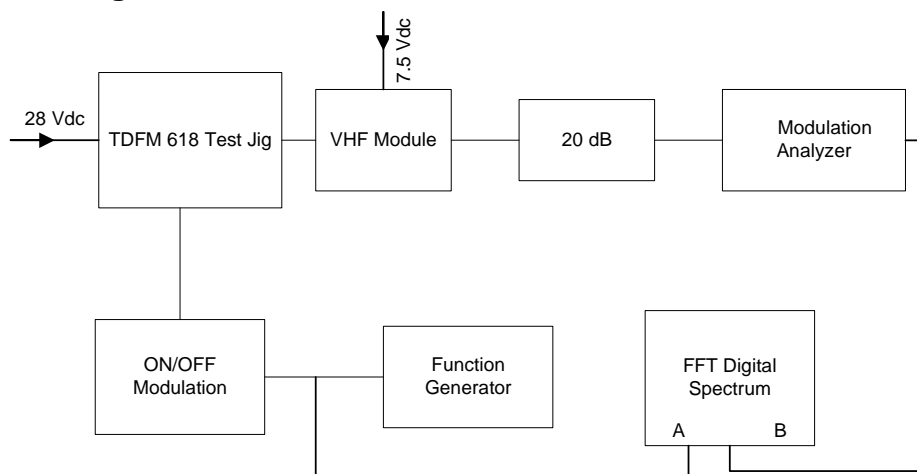 7.5 Vdc
28 Vdc
TDFM 618 Test Jig
VHF Module
20 dB
Modulation
Analyzer
ON/OFF
Modulation
Function
Generator
FFT Digital
Spectrum
A B